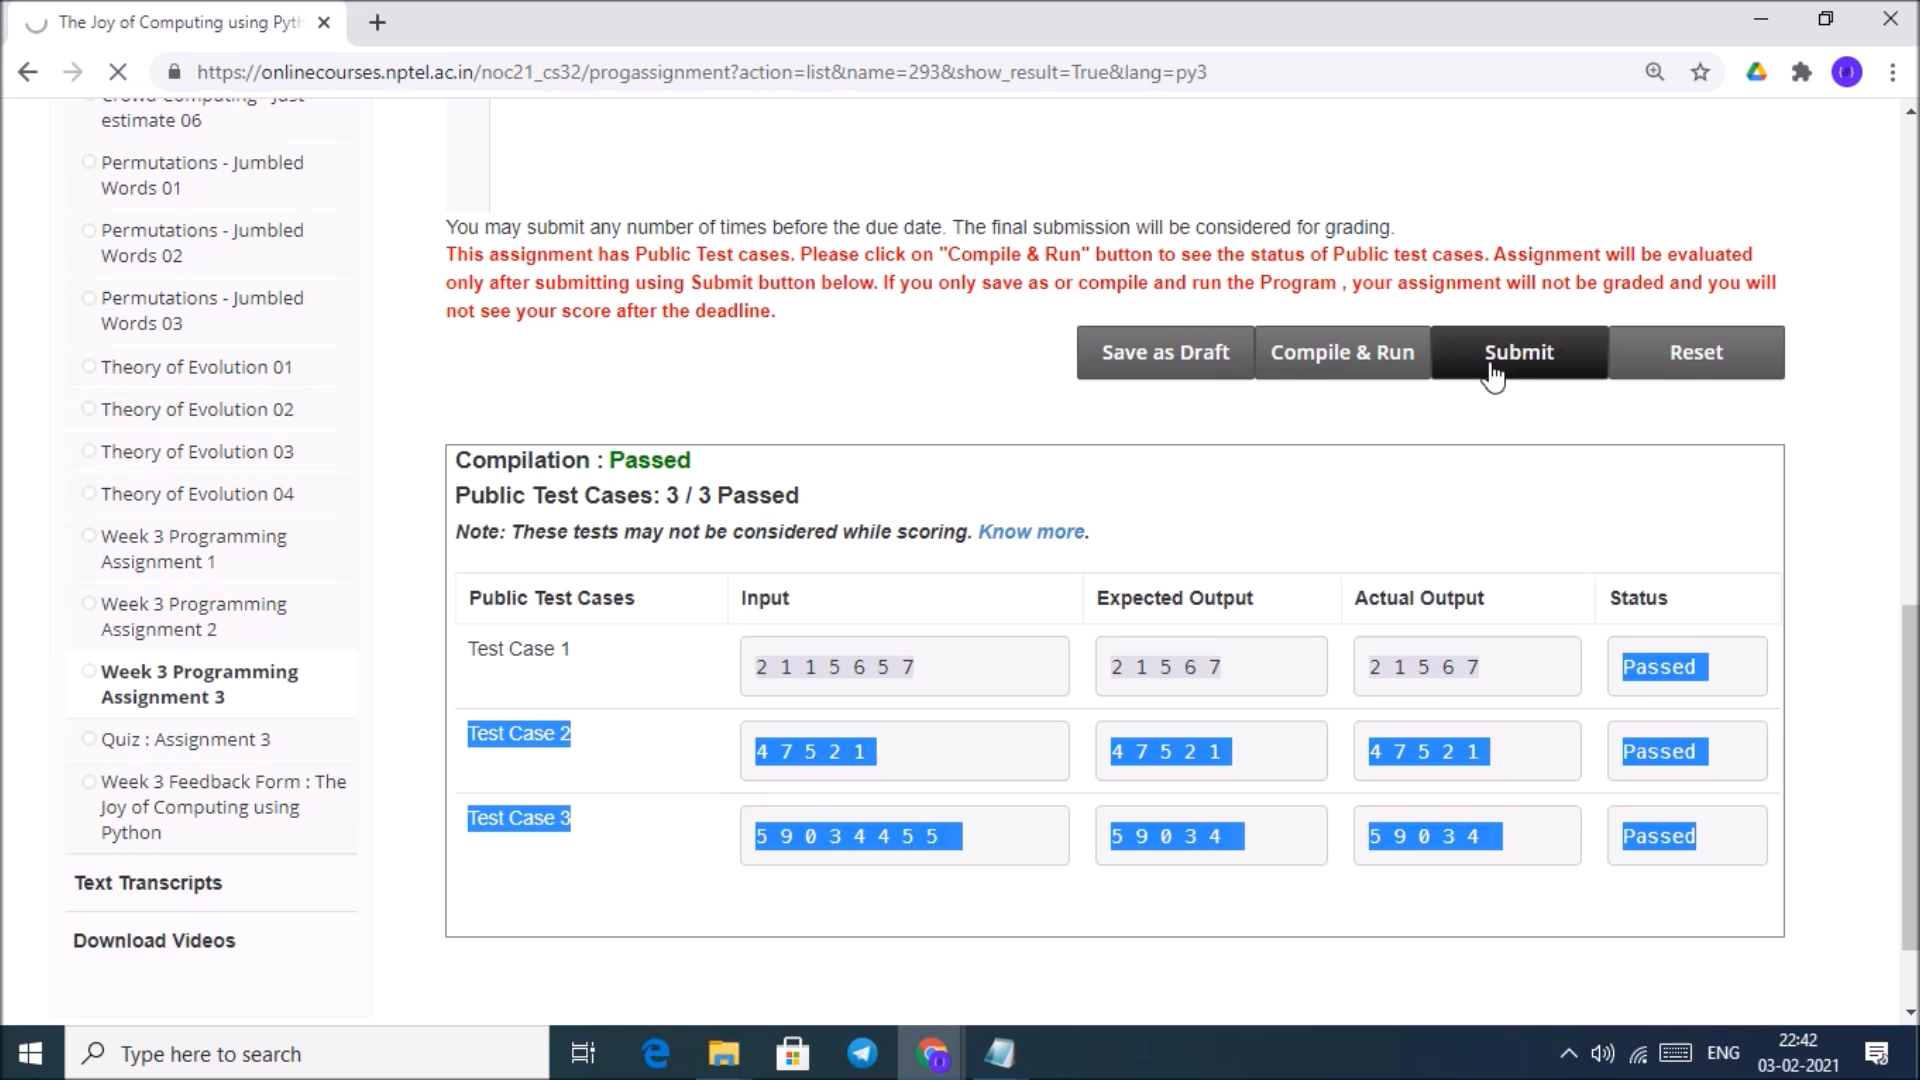 The Joy of Computing using Pyth
https://onlinecourses.nptel.ac.in/noc21_cs32/progassignment?action=list&name=293&show_result=True&lang=py3
Crowd Computing - Just
estimate 06
Permutations - Jumbled
Words 01
Permutations - Jumbled
Words 02
Permutations - Jumbled
Words 03
Theory of Evolution 01
Theory of Evolution 02
Theory of Evolution 03
Theory of Evolution 04
Week 3 Programming
Assignment 1
Week 3 Programming
Assignment 2
Week 3 Programming
Assignment 3
Quiz : Assignment 3
Week 3 Feedback Form : The
Joy of Computing using
Python
Text Transcripts
Download Videos
You may submit any number of times before the due date. The final submission will be considered for grading.
This assignment has Public Test cases. Please click on "Compile & Run" button to see the status of Public test cases. Assignment will be evaluated
only after submitting using Submit button below. If you only save as or compile and run the Program , your assignment will not be graded and you will
not see your score after the deadline.
Save as Draft Compile & Run Submit Reset
Compilation : Passed
Public Test Cases: 3 / 3 Passed
Note: These tests may not be considered while scoring. Know more.
Public Test Cases Input Expected Output Actual Output Status
Test Case 1 2 1 1 5 6 5 7 2 1 5 6 7 2 1 5 6 7 Passed
Test Case 2 4 7 5 2 1 4 7 5 2 1 4 7 5 2 1 Passed
Test Case 3 5 9 0 3 4 4 5 5 5 9 0 3 4 5 9 0 3 4 Passed
Type here to search
ENG
22:42
03-02-2021